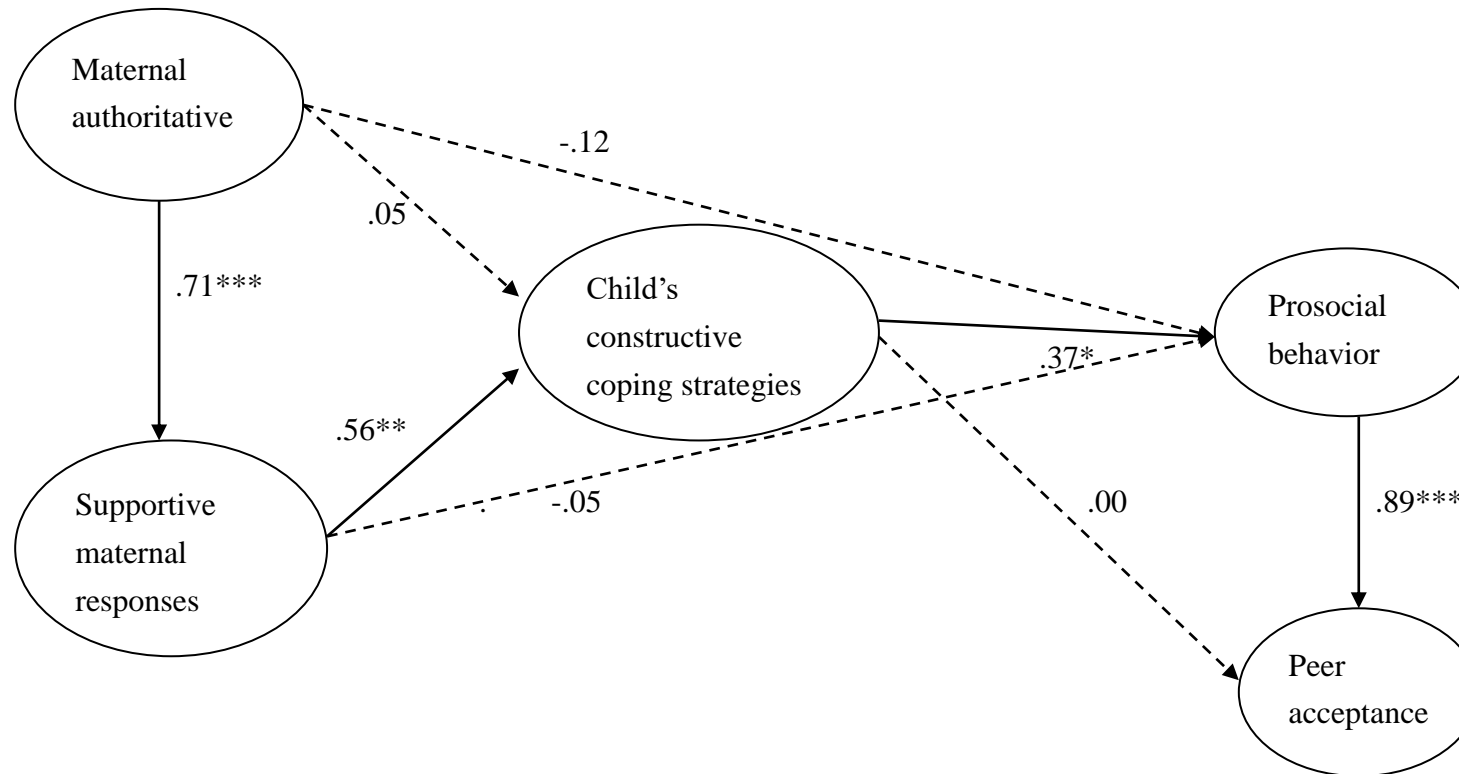 Maternal
authoritative
-.12
.05
.71***
Child’s
constructive
coping strategies
Prosocial
behavior
.37*
.56**
Supportive
maternal
responses
.
-.05
.00
.89***
Peer
acceptance